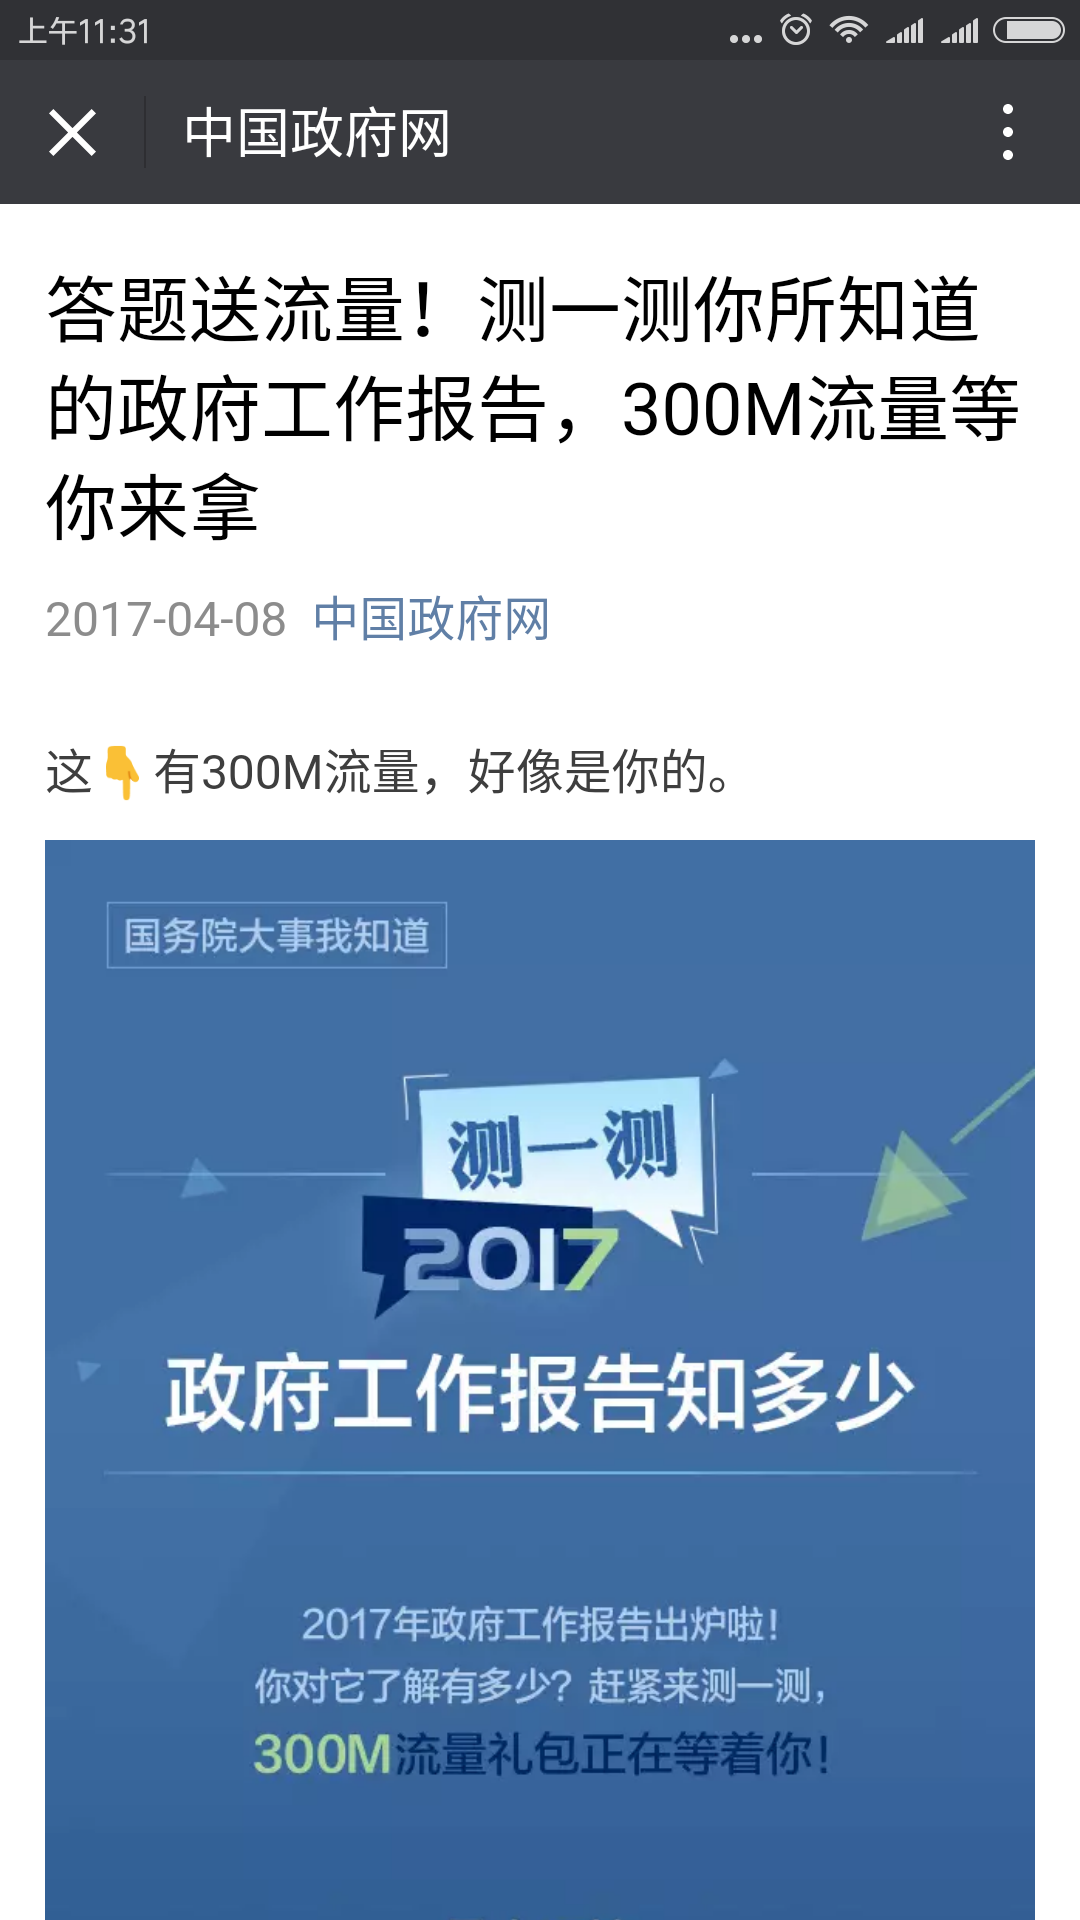 上午11:31
中国政府网
答题送流量！测一测你所知道
的政府工作报告，300M流量等
你来拿
2017-04-08 中国政府网
这👇有300M流量，好像是你的。
国务院大事我知道
测一测
2017
政府工作报告知多少
2017年政府工作报告出炉啦！
你对它了解有多少？赶紧来测一测，
300M流量礼包正在等着你！